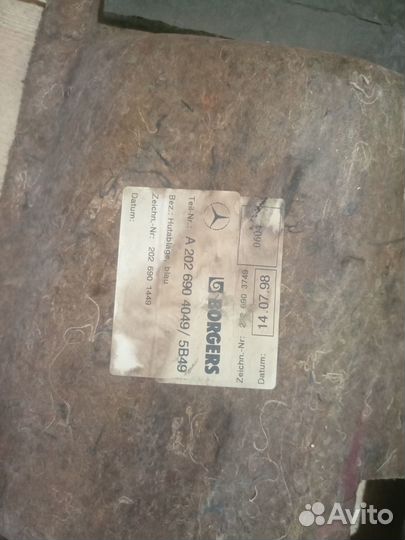 BORGERS
Teil-Nr.: A 202 690 4049 / 5B49
Bez.: Hutablage, blau
Zeichn.-Nr: 202 690 1449
Zeichn.-Nr: 202 690 3749
Datum:
Datum: 14.07.98
Avito